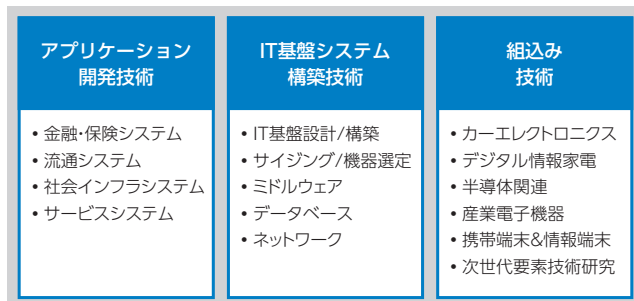 アプリケーション
開発技術
• 金融・保険システム
• 流通システム
• 社会インフラシステム
• サービスシステム
IT基盤システム
構築技術
• IT基盤設計/構築
• サイジング/機器選定
• ミドルウェア
• データベース
• ネットワーク
組込み
技術
• カーエレクトロニクス
• デジタル情報家電
• 半導体関連
• 産業電子機器
• 携帯端末&情報端末
• 次世代要素技術研究